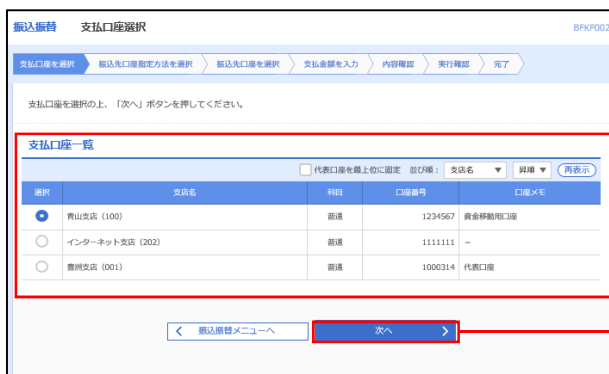 振込振替 支払口座選択 BFKF002
支払口座を選択 振込先口座指定方法を選択 振込先口座を選択 支払金額を入力 内容確認 実行確認 完了
支払口座を選択の上、「次へ」ボタンを押してください。
支払口座一覧
代表口座を最上位に固定 並び順： 支店名 ▼ 昇順 ▼ 再表示
選択 支店名 科目 口座番号 口座メモ
青山支店（100） 普通 1234567 資金移動用口座
インターネット支店（202） 普通 1111111 －
豊洲支店（001） 普通 1000314 代表口座
振込振替メニューへ 次へ